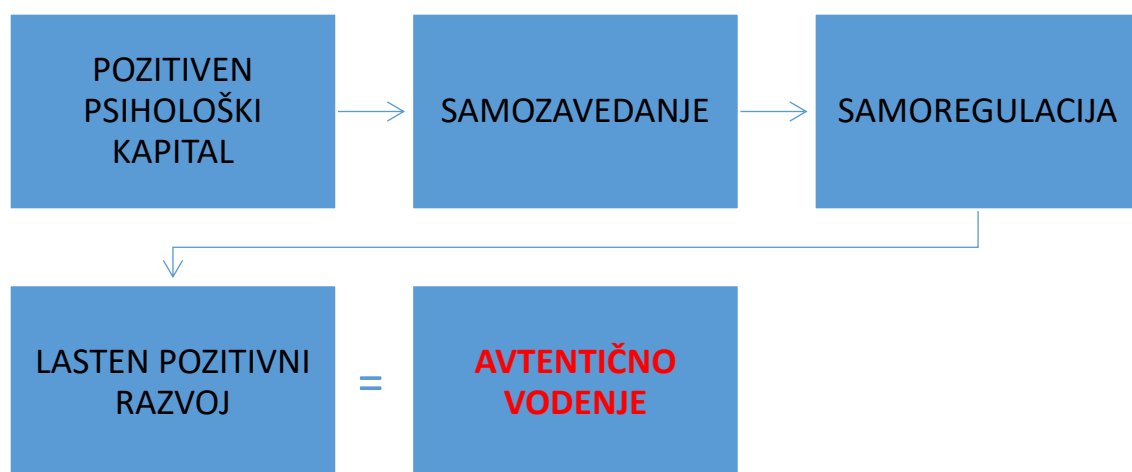 POZITIVEN
PSIHOLOŠKI
KAPITAL
SAMOZAVEDANJE
SAMOREGULACIJA
LASTEN POZITIVNI
RAZVOJ
=
AVTENTIČNO
VODENJE